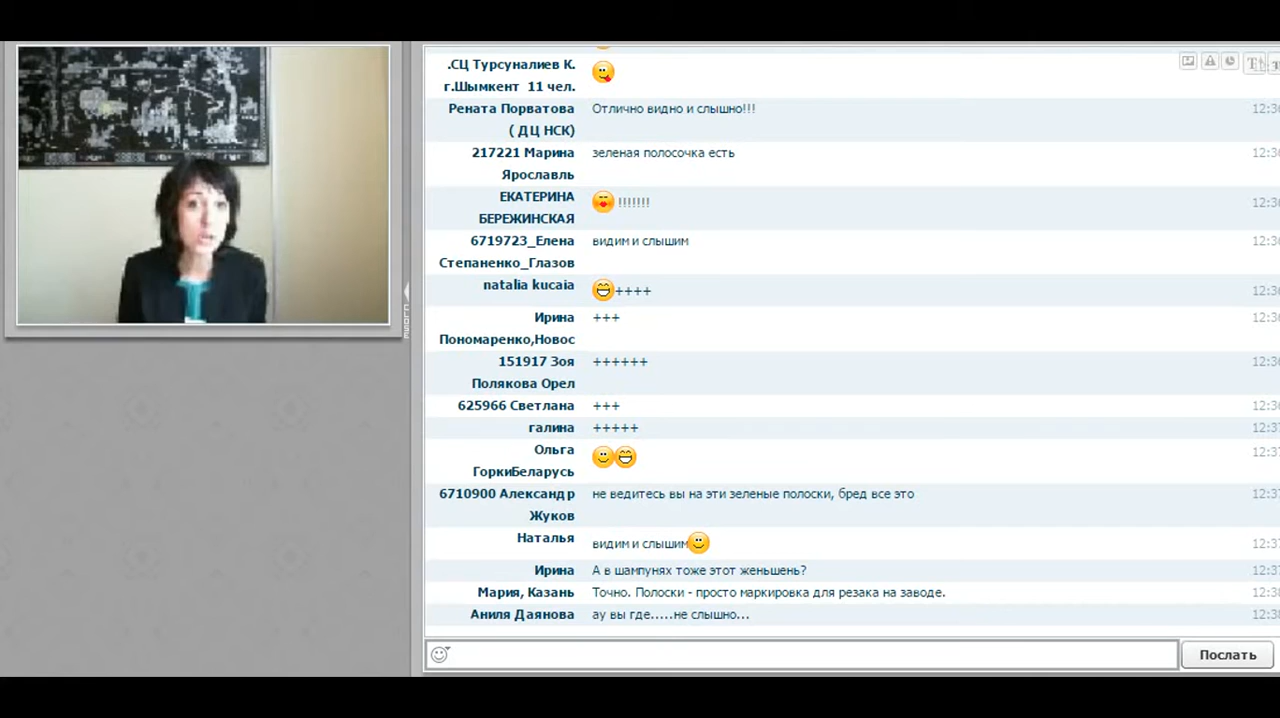 .СЦ Турсуналиев К.
г.Шымкент 11 чел.
Рената Порватова Отлично видно и слышно!!! 12:36
( ДЦ НСК)
217221 Марина зеленая полосочка есть 12:36
Ярославль
ЕКАТЕРИНА !!!!!!! 12:36
БЕРЕЖИНСКАЯ
6719723_Елена видим и слышим 12:36
Степаненко_Глазов
natalia kucaia ++++ 12:36
Ирина +++ 12:36
Пономаренко,Новос
151917 Зоя ++++++ 12:36
Полякова Орел
625966 Светлана +++ 12:36
галина +++++ 12:37
Ольга 12:37
ГоркиБеларусь
6710900 Александр не ведитесь вы на эти зеленые полоски, бред все это 12:37
Жуков
Наталья видим и слышим 12:37
Ирина А в шампунях тоже этот женьшень? 12:37
Мария, Казань Точно. Полоски - просто маркировка для резака на заводе. 12:38
Аниля Даянова ау вы где.....не слышно... 12:38
Послать